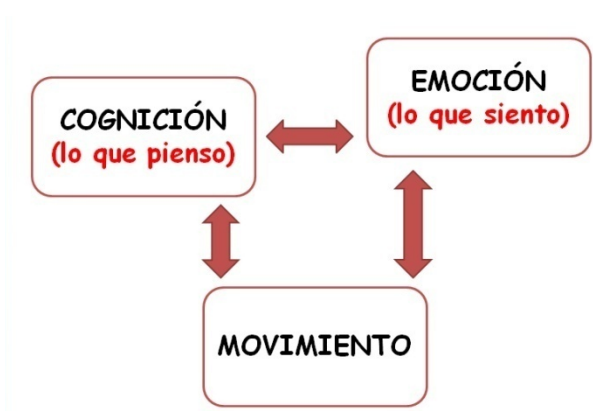 COGNICIÓN
(lo que pienso)
EMOCIÓN
(lo que siento)
MOVIMIENTO